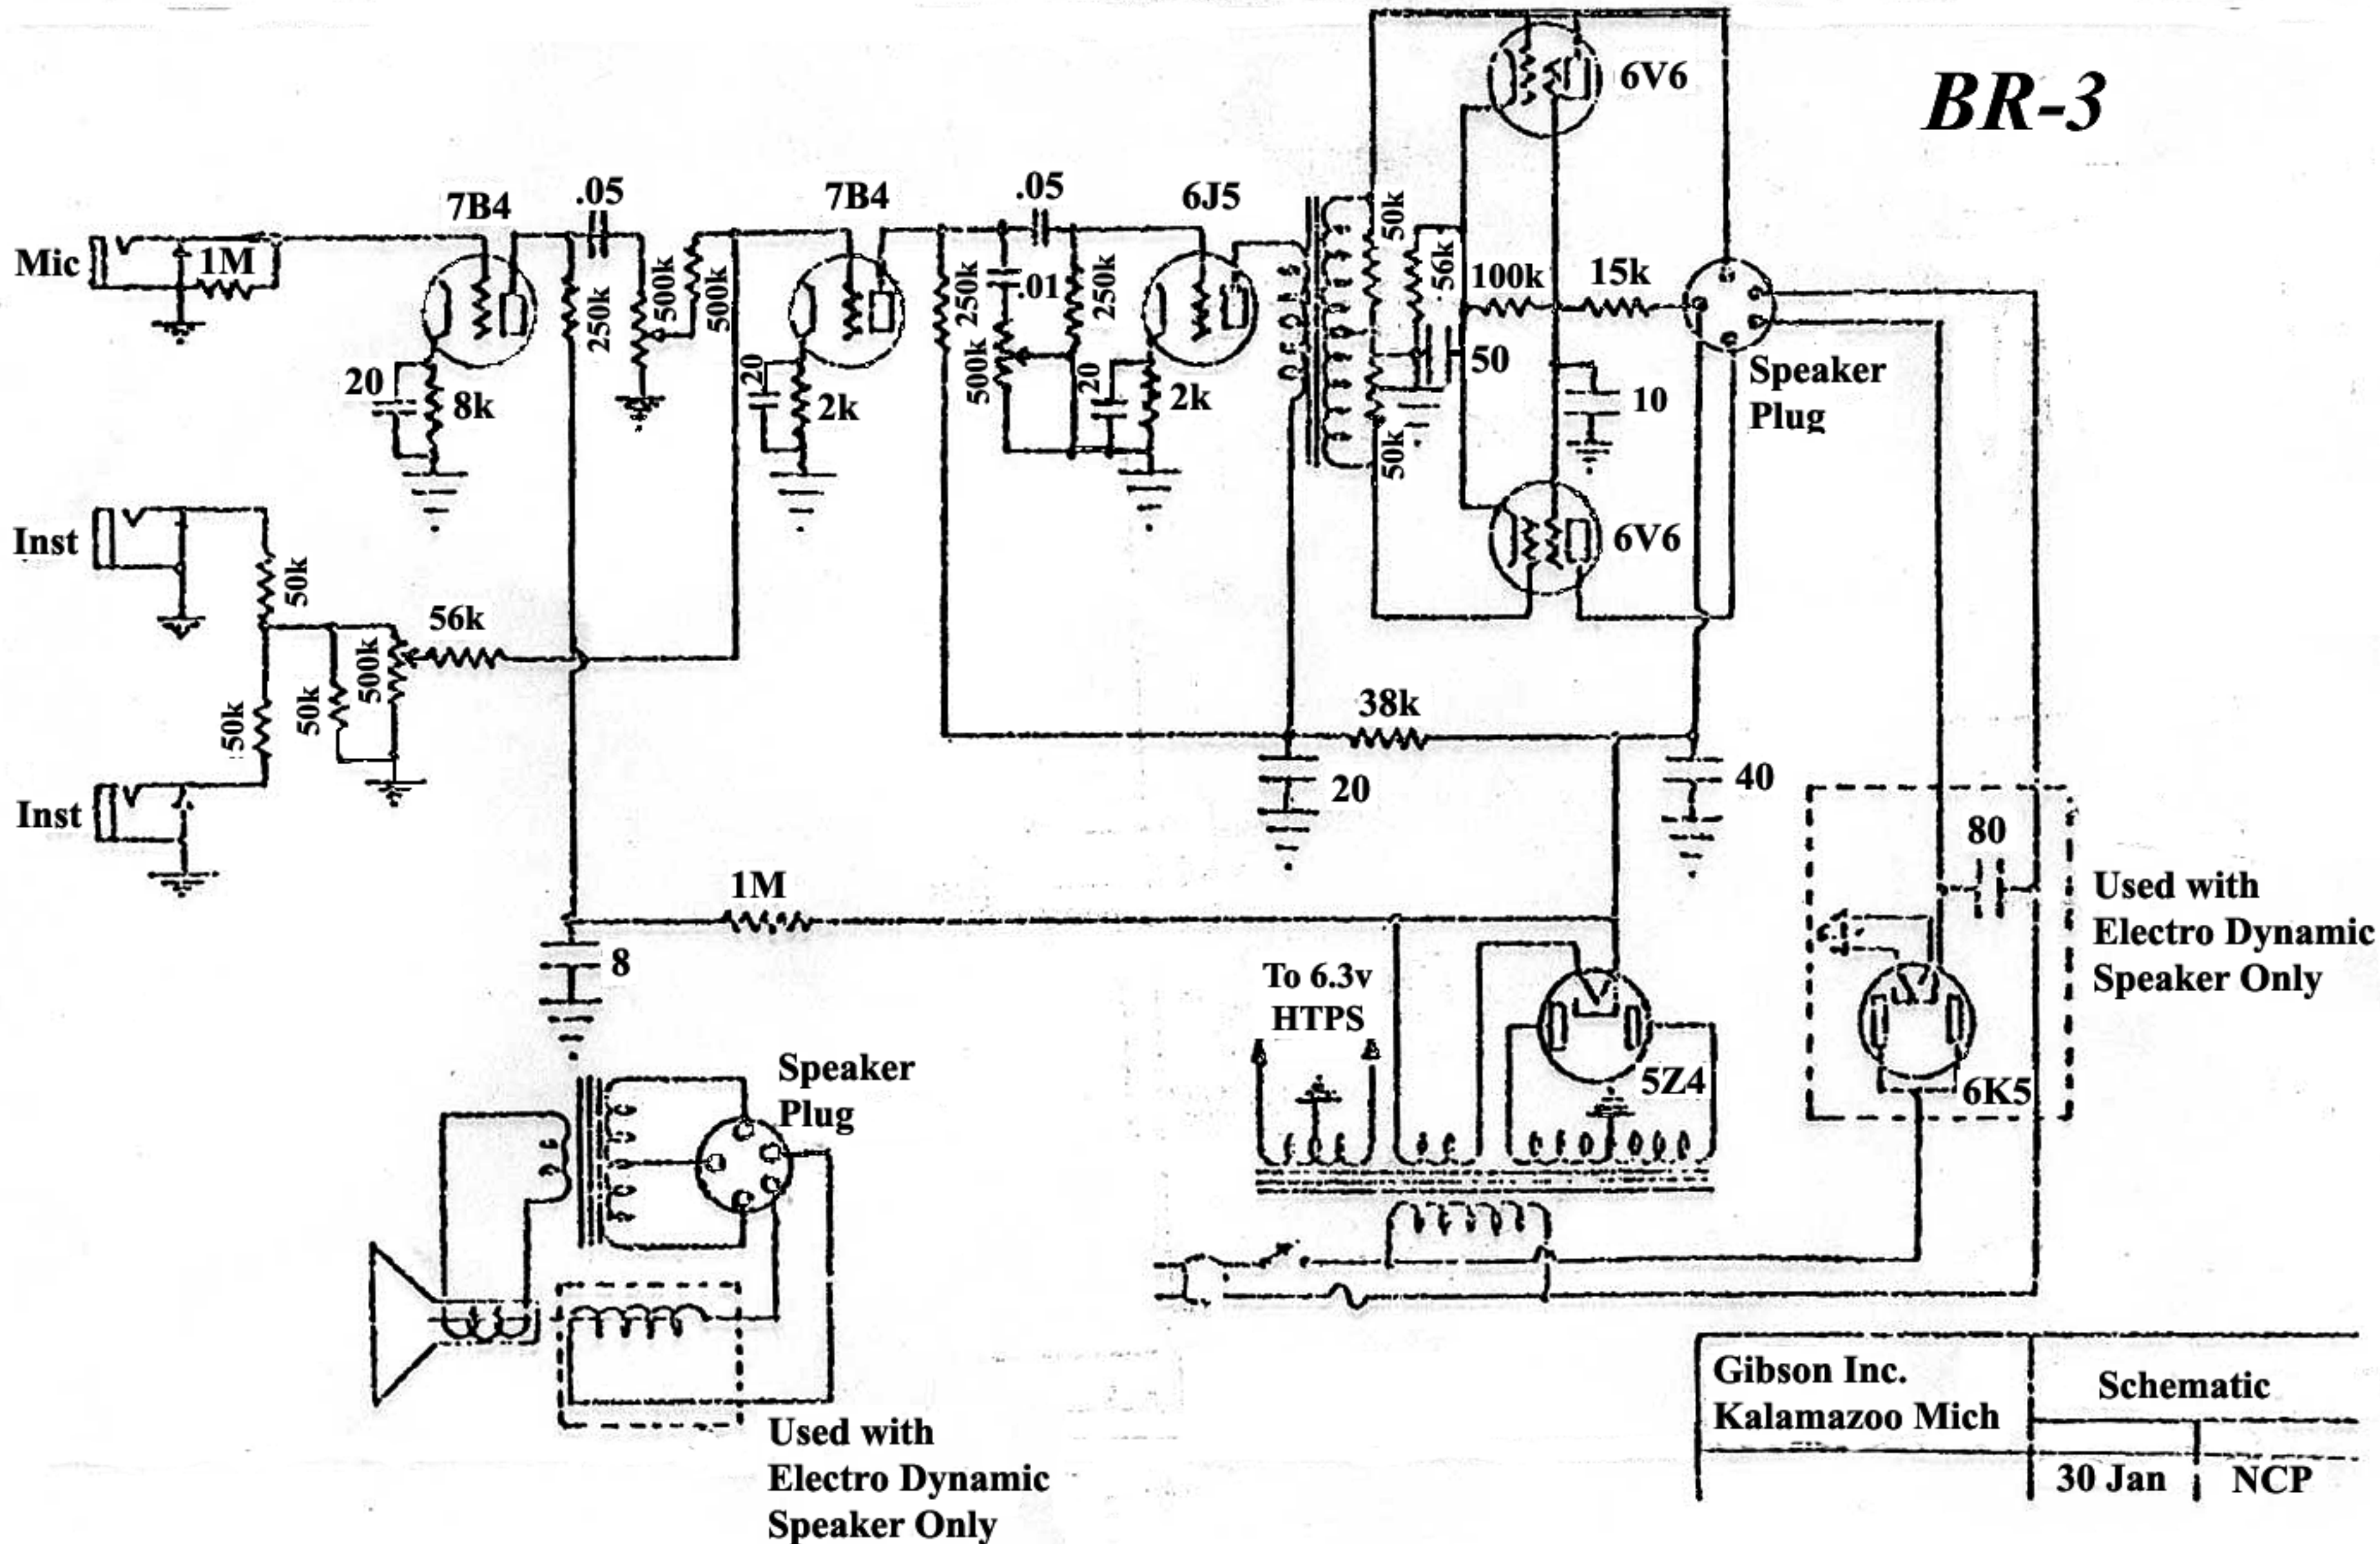 BR-3
6V6
7B4
.05
7B4
.05
6J5
Mic
1M
250k
500k
500k
250k
.01
250k
500k
50k
.56k
100k
15k
50
Speaker
Plug
20
8k
20
2k
20
2k
50k
10
6V6
Inst
50k
56k
50k
50k
500k
Inst
38k
20
40
80
Used with
Electro Dynamic
Speaker Only
1M
8
To 6.3v
HTPS
5Z4
6K5
Speaker
Plug
Used with
Electro Dynamic
Speaker Only
Gibson Inc.
Kalamazoo Mich
Schematic
30 Jan
NCP